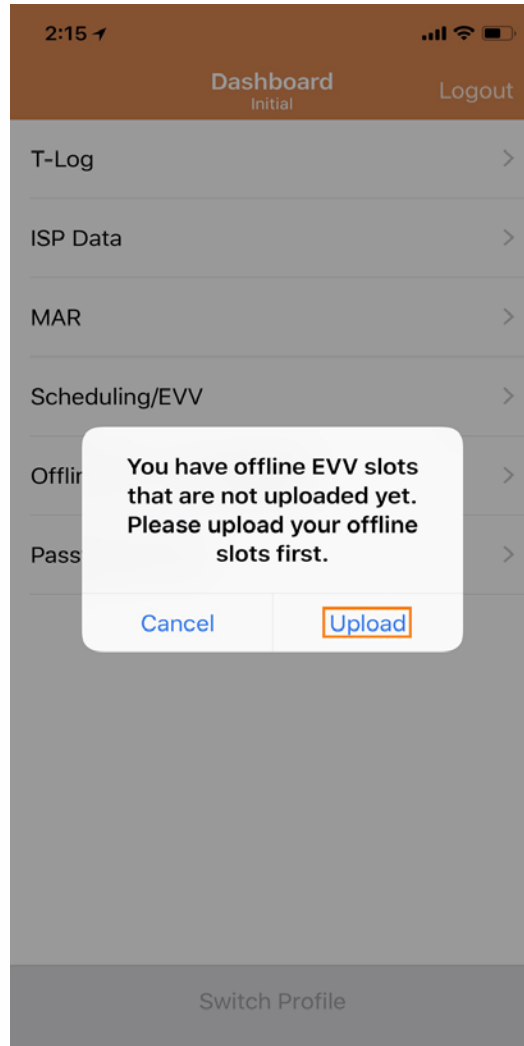 2:15
Dashboard
Initial
Logout
T-Log
ISP Data
MAR
Scheduling/EVV
You have offline EVV slots
that are not uploaded yet.
Please upload your offline
slots first.
Cancel
Upload
Switch Profile